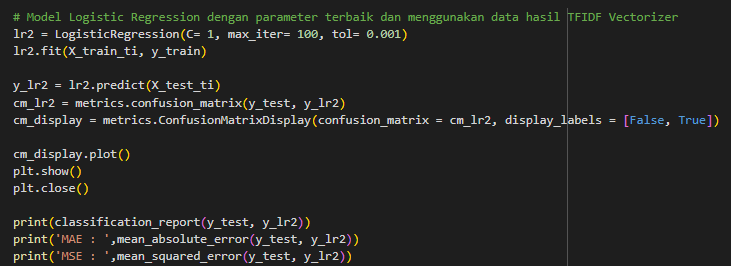 # Model Logistic Regression dengan parameter terbaik dan menggunakan data hasil TFIDF Vectorizer
lr2 = LogisticRegression(C= 1, max_iter= 100, tol= 0.001)
lr2.fit(X_train_ti, y_train)
y_lr2 = lr2.predict(X_test_ti)
cm_lr2 = metrics.confusion_matrix(y_test, y_lr2)
cm_display = metrics.ConfusionMatrixDisplay(confusion_matrix = cm_lr2, display_labels = [False, True])
cm_display.plot()
plt.show()
plt.close()
print(classification_report(y_test, y_lr2))
print('MAE : ',mean_absolute_error(y_test, y_lr2))
print('MSE : ',mean_squared_error(y_test, y_lr2))